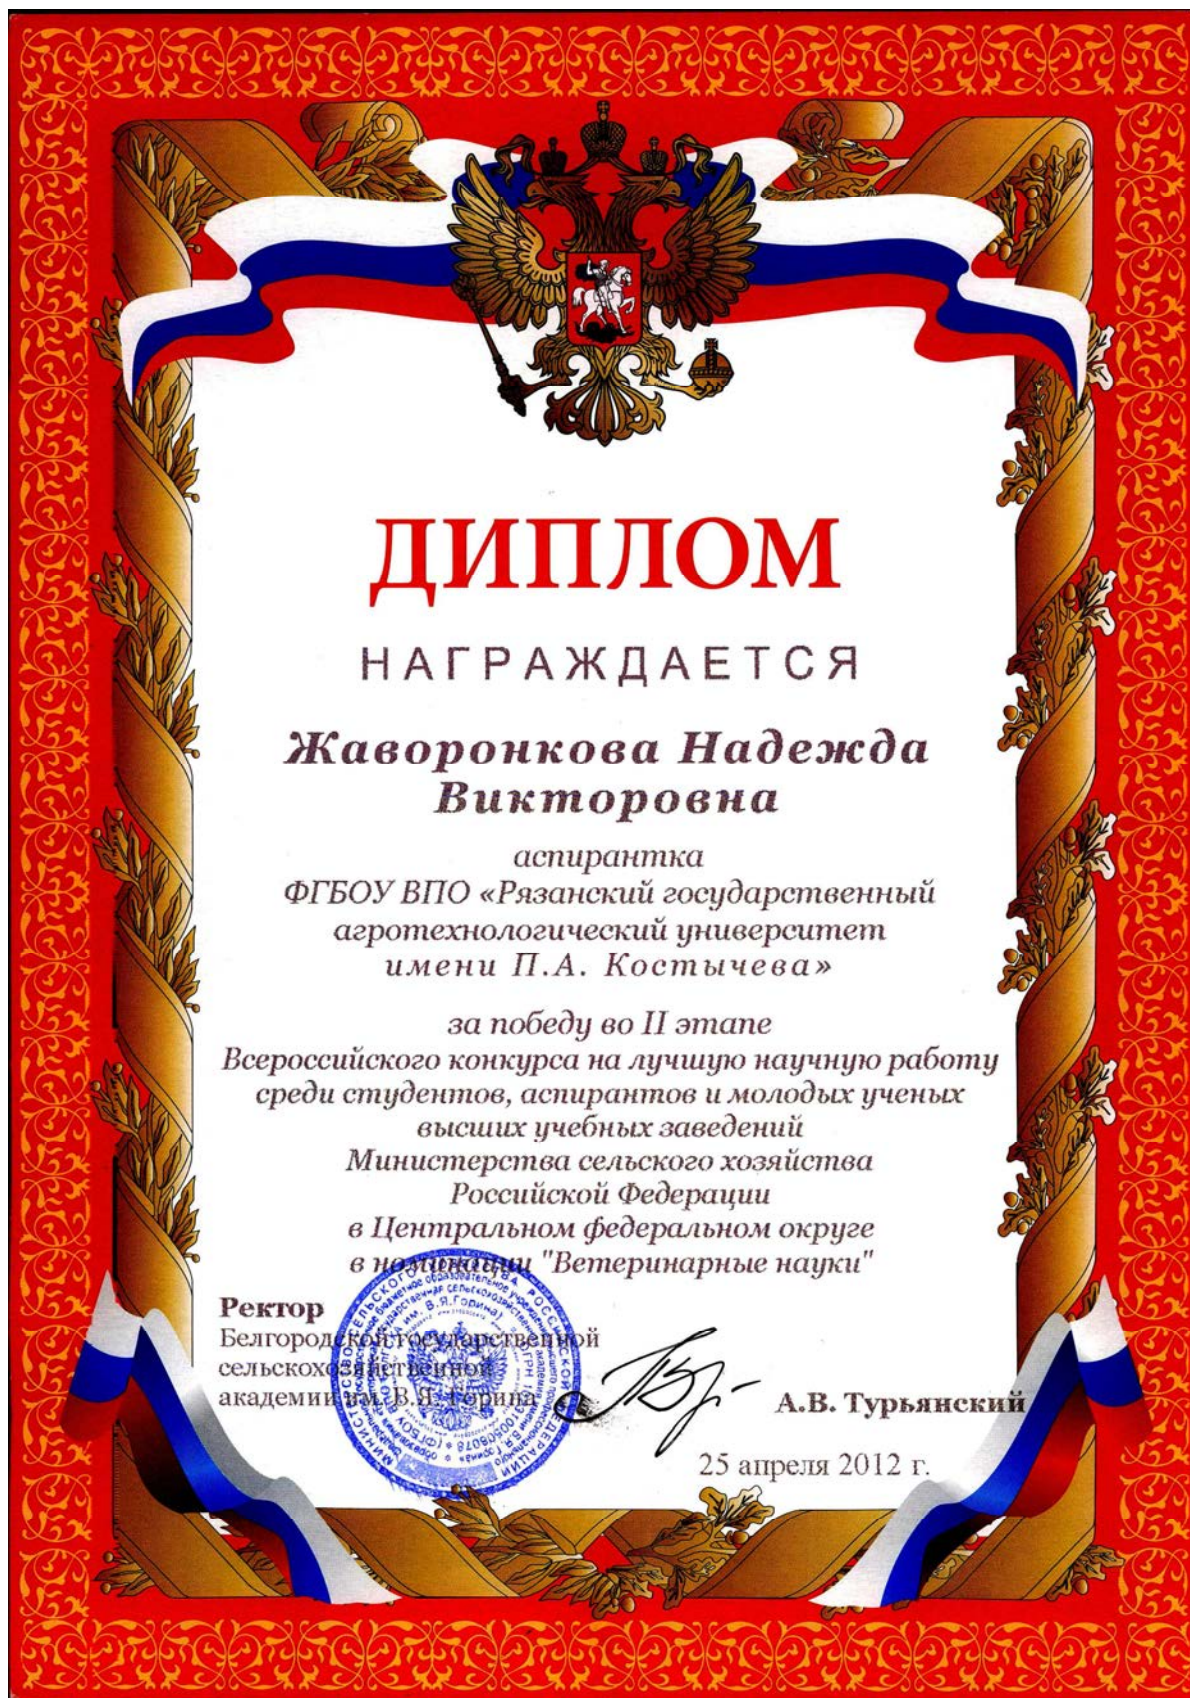 ДИПЛОМ
НАГРАЖДАЕТСЯ
Жаворонкова Надежда
Викторовна
аспирантка
ФГБОУ ВПО «Рязанский государственный
агротехнологический университет
имени П.А. Костычева»
за победу во II этапе
Всероссийского конкурса на лучшую научную работу
среди студентов, аспирантов и молодых ученых
высших учебных заведений
Министерства сельского хозяйства
Российской Федерации
в Центральном федеральном округе
в номинации "Ветеринарные науки"
Ректор
Белгородской государственной
сельскохозяйственной
академии им. В.Я. Горина
А.В. Турьянский
25 апреля 2012 г.